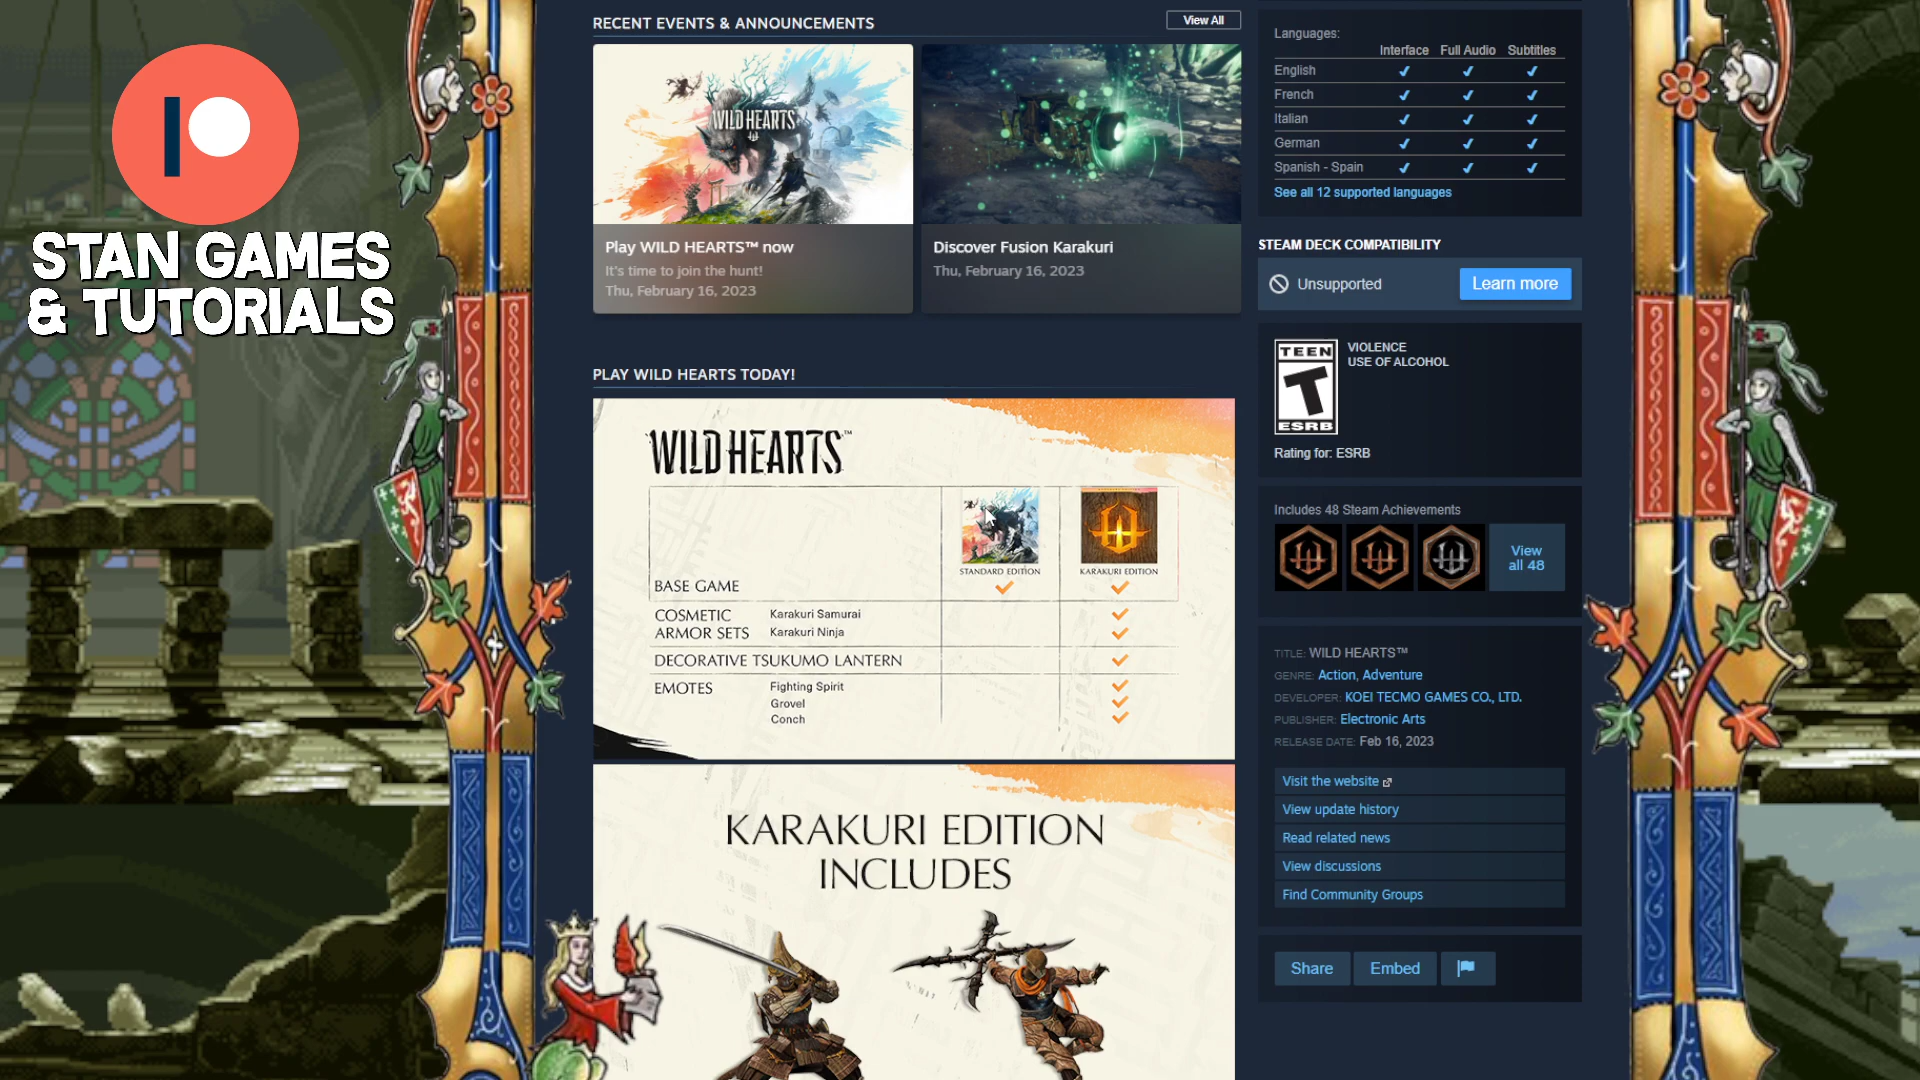 STAN GAMES
& TUTORIALS
RECENT EVENTS & ANNOUNCEMENTS
View All
WILD HEARTS
Play WILD HEARTS™ now
It's time to join the hunt!
Thu, February 16, 2023
Discover Fusion Karakuri
Thu, February 16, 2023
PLAY WILD HEARTS TODAY!
WILD HEARTS™
STANDARD EDITION
KARAKURI EDITION
BASE GAME
COSMETIC
ARMOR SETS
Karakuri Samurai
Karakuri Ninja
DECORATIVE TSUKUMO LANTERN
EMOTES
Fighting Spirit
Grovel
Conch
KARAKURI EDITION
INCLUDES
Languages:
Interface Full Audio Subtitles
English
French
Italian
German
Spanish - Spain
See all 12 supported languages
STEAM DECK COMPATIBILITY
Unsupported
Learn more
TEEN
T
ESRB
VIOLENCE
USE OF ALCOHOL
Rating for: ESRB
Includes 48 Steam Achievements
View
all 48
TITLE: WILD HEARTS™
GENRE: Action, Adventure
DEVELOPER: KOEI TECMO GAMES CO., LTD.
PUBLISHER: Electronic Arts
RELEASE DATE: Feb 16, 2023
Visit the website
View update history
Read related news
View discussions
Find Community Groups
Share
Embed